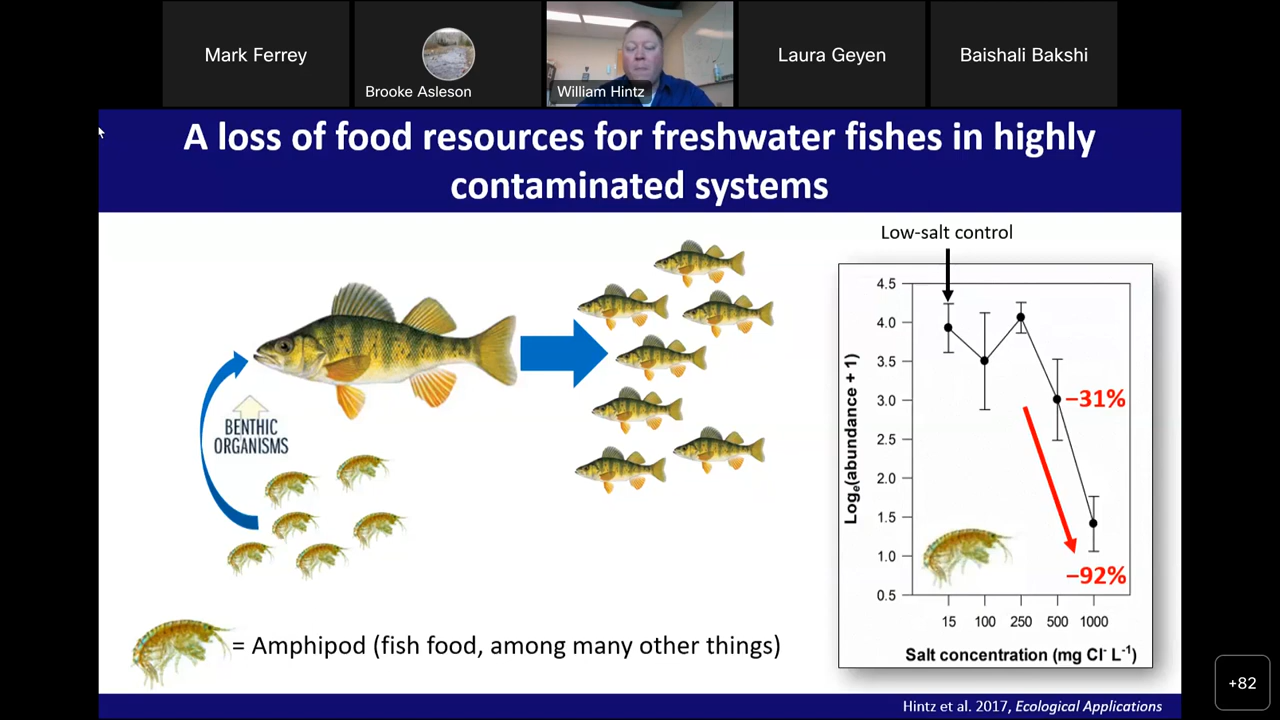 Mark Ferrey
Brooke Asleson
William Hintz
Laura Geyen
Baishali Bakshi
A loss of food resources for freshwater fishes in highly
contaminated systems
BENTHIC
ORGANISMS
= Amphipod (fish food, among many other things)
Low-salt control
4.5
4.0
3.5
3.0
2.5
2.0
1.5
1.0
0.5
Logₑ(abundance + 1)
–31%
–92%
15 100 250 500 1000
Salt concentration (mg Cl⁻ L⁻¹)
+82
Hintz et al. 2017, Ecological Applications